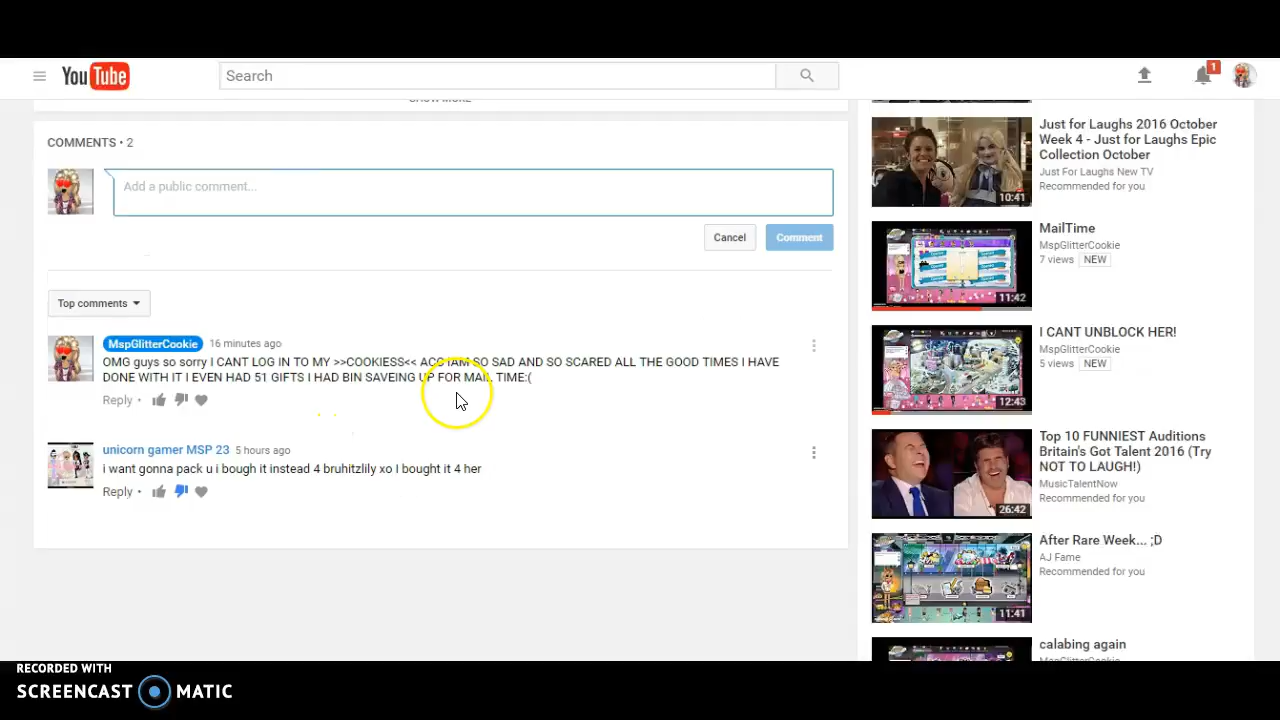 YouTube
Search
1
SHOW MORE
COMMENTS • 2
Add a public comment...
Cancel
Comment
Top comments
MspGlitterCookie 16 minutes ago
OMG guys so sorry I CANT LOG IN TO MY >>COOKIESS<< ACC IAM SO SAD AND SO SCARED ALL THE GOOD TIMES I HAVE
DONE WITH IT I EVEN HAD 51 GIFTS I HAD BIN SAVEING UP FOR MAIL TIME:(
Reply •
unicorn gamer MSP 23 5 hours ago
i want gonna pack u i bough it instead 4 bruhitzlily xo I bought it 4 her
Reply •
Just for Laughs 2016 October
Week 4 - Just for Laughs Epic
Collection October
Just For Laughs New TV
Recommended for you
10:41
MailTime
MspGlitterCookie
7 views NEW
11:42
I CANT UNBLOCK HER!
MspGlitterCookie
5 views NEW
12:43
Top 10 FUNNIEST Auditions
Britain's Got Talent 2016 (Try
NOT TO LAUGH!)
MusicTalentNow
Recommended for you
26:42
After Rare Week... ;D
AJ Fame
Recommended for you
11:41
calabing again
MspGlitterCookie
RECORDED WITH
SCREENCAST MATIC